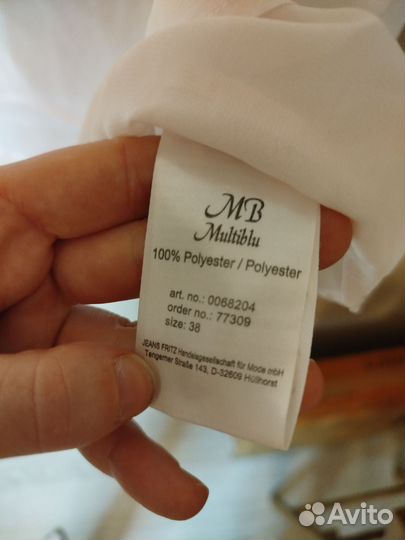 MB
Multiblu
100% Polyester / Polyester
art. no.: 0068204
order no.: 77309
size: 38
JEANS FRITZ Handelsgesellschaft für Mode mbH
Tengerner Straße 143, D-32609 Hüllhorst
Avito